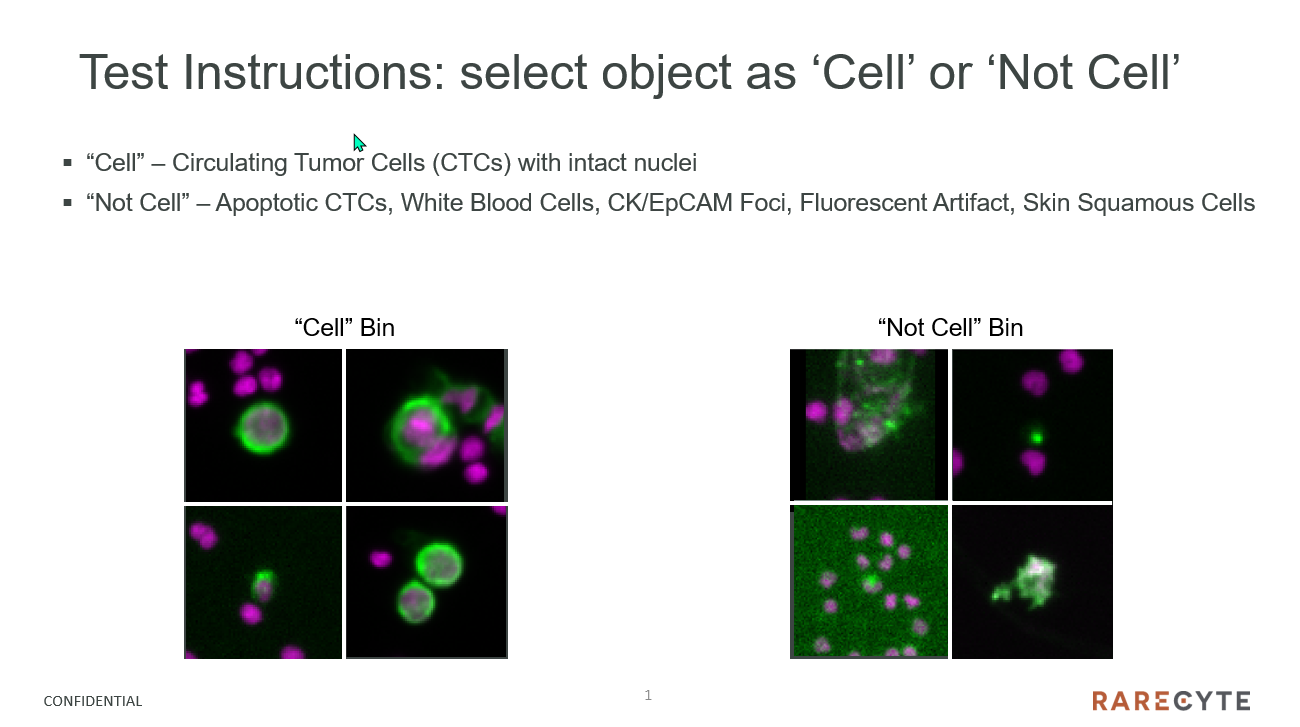 Test Instructions: select object as ‘Cell’ or ‘Not Cell’
▪ “Cell” – Circulating Tumor Cells (CTCs) with intact nuclei
▪ “Not Cell” – Apoptotic CTCs, White Blood Cells, CK/EpCAM Foci, Fluorescent Artifact, Skin Squamous Cells
“Cell” Bin
“Not Cell” Bin
CONFIDENTIAL
1
RARECYTE